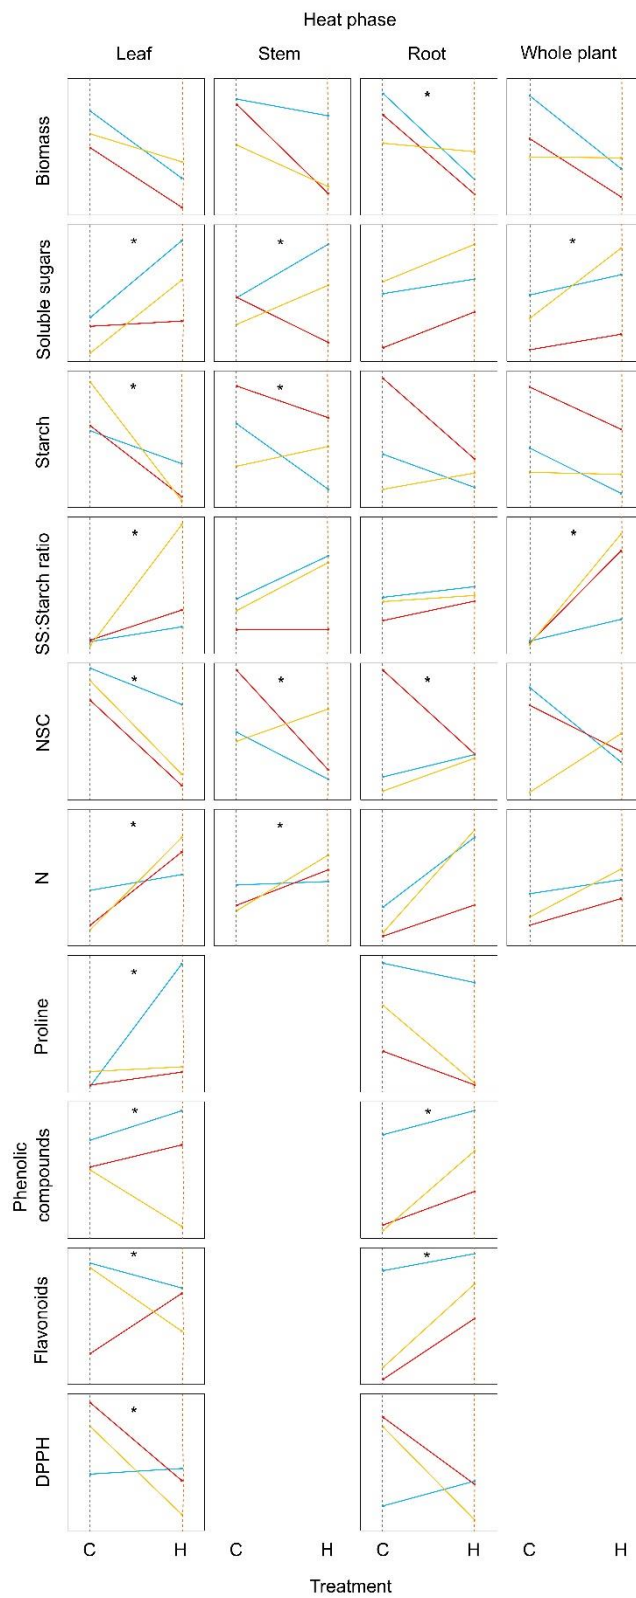 Heat phase
Leaf Stem Root Whole plant
Biomass
*
Soluble sugars
* * *
Starch
* *
SS:Starch ratio
* *
NSC
* * *
N
* *
Proline
*
Phenolic
compounds
* *
Flavonoids
* *
DPPH
*
C H C H C H C H
Treatment